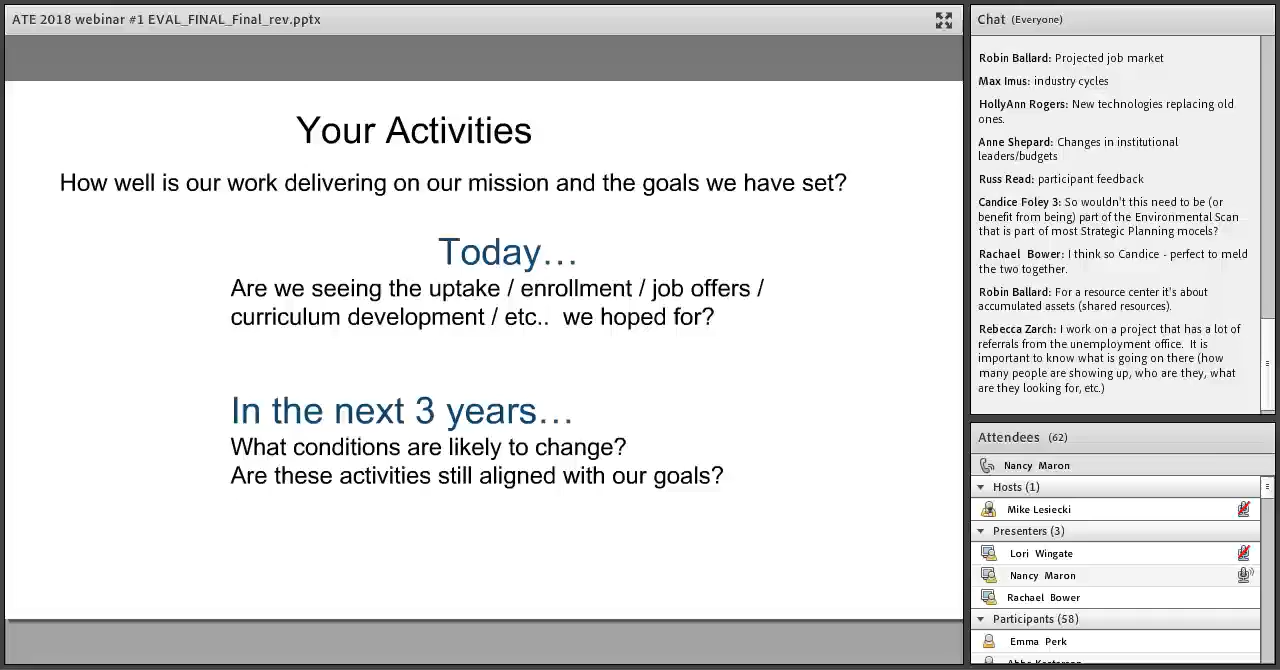 ATE 2018 webinar #1 EVAL_FINAL_Final_rev.pptx
Your Activities
How well is our work delivering on our mission and the goals we have set?
Today…
Are we seeing the uptake / enrollment / job offers /
curriculum development / etc..  we hoped for?
In the next 3 years…
What conditions are likely to change?
Are these activities still aligned with our goals?
Chat (Everyone)
Robin Ballard: Projected job market
Max Imus: industry cycles
HollyAnn Rogers: New technologies replacing old
ones.
Anne Shepard: Changes in institutional
leaders/budgets
Russ Read: participant feedback
Candice Foley 3: So wouldn't this need to be (or
benefit from being) part of the Environmental Scan
that is part of most Strategic Planning mocels?
Rachael Bower: I think so Candice - perfect to meld
the two together.
Robin Ballard: For a resource center it's about
accumulated assets (shared resources).
Rebecca Zarch: I work on a project that has a lot of
referrals from the unemployment office. It is
important to know what is going on there (how
many people are showing up, who are they, what
are they looking for, etc.)
Attendees (62)
Nancy Maron
Hosts (1)
Mike Lesiecki
Presenters (3)
Lori Wingate
Nancy Maron
Rachael Bower
Participants (58)
Emma Perk